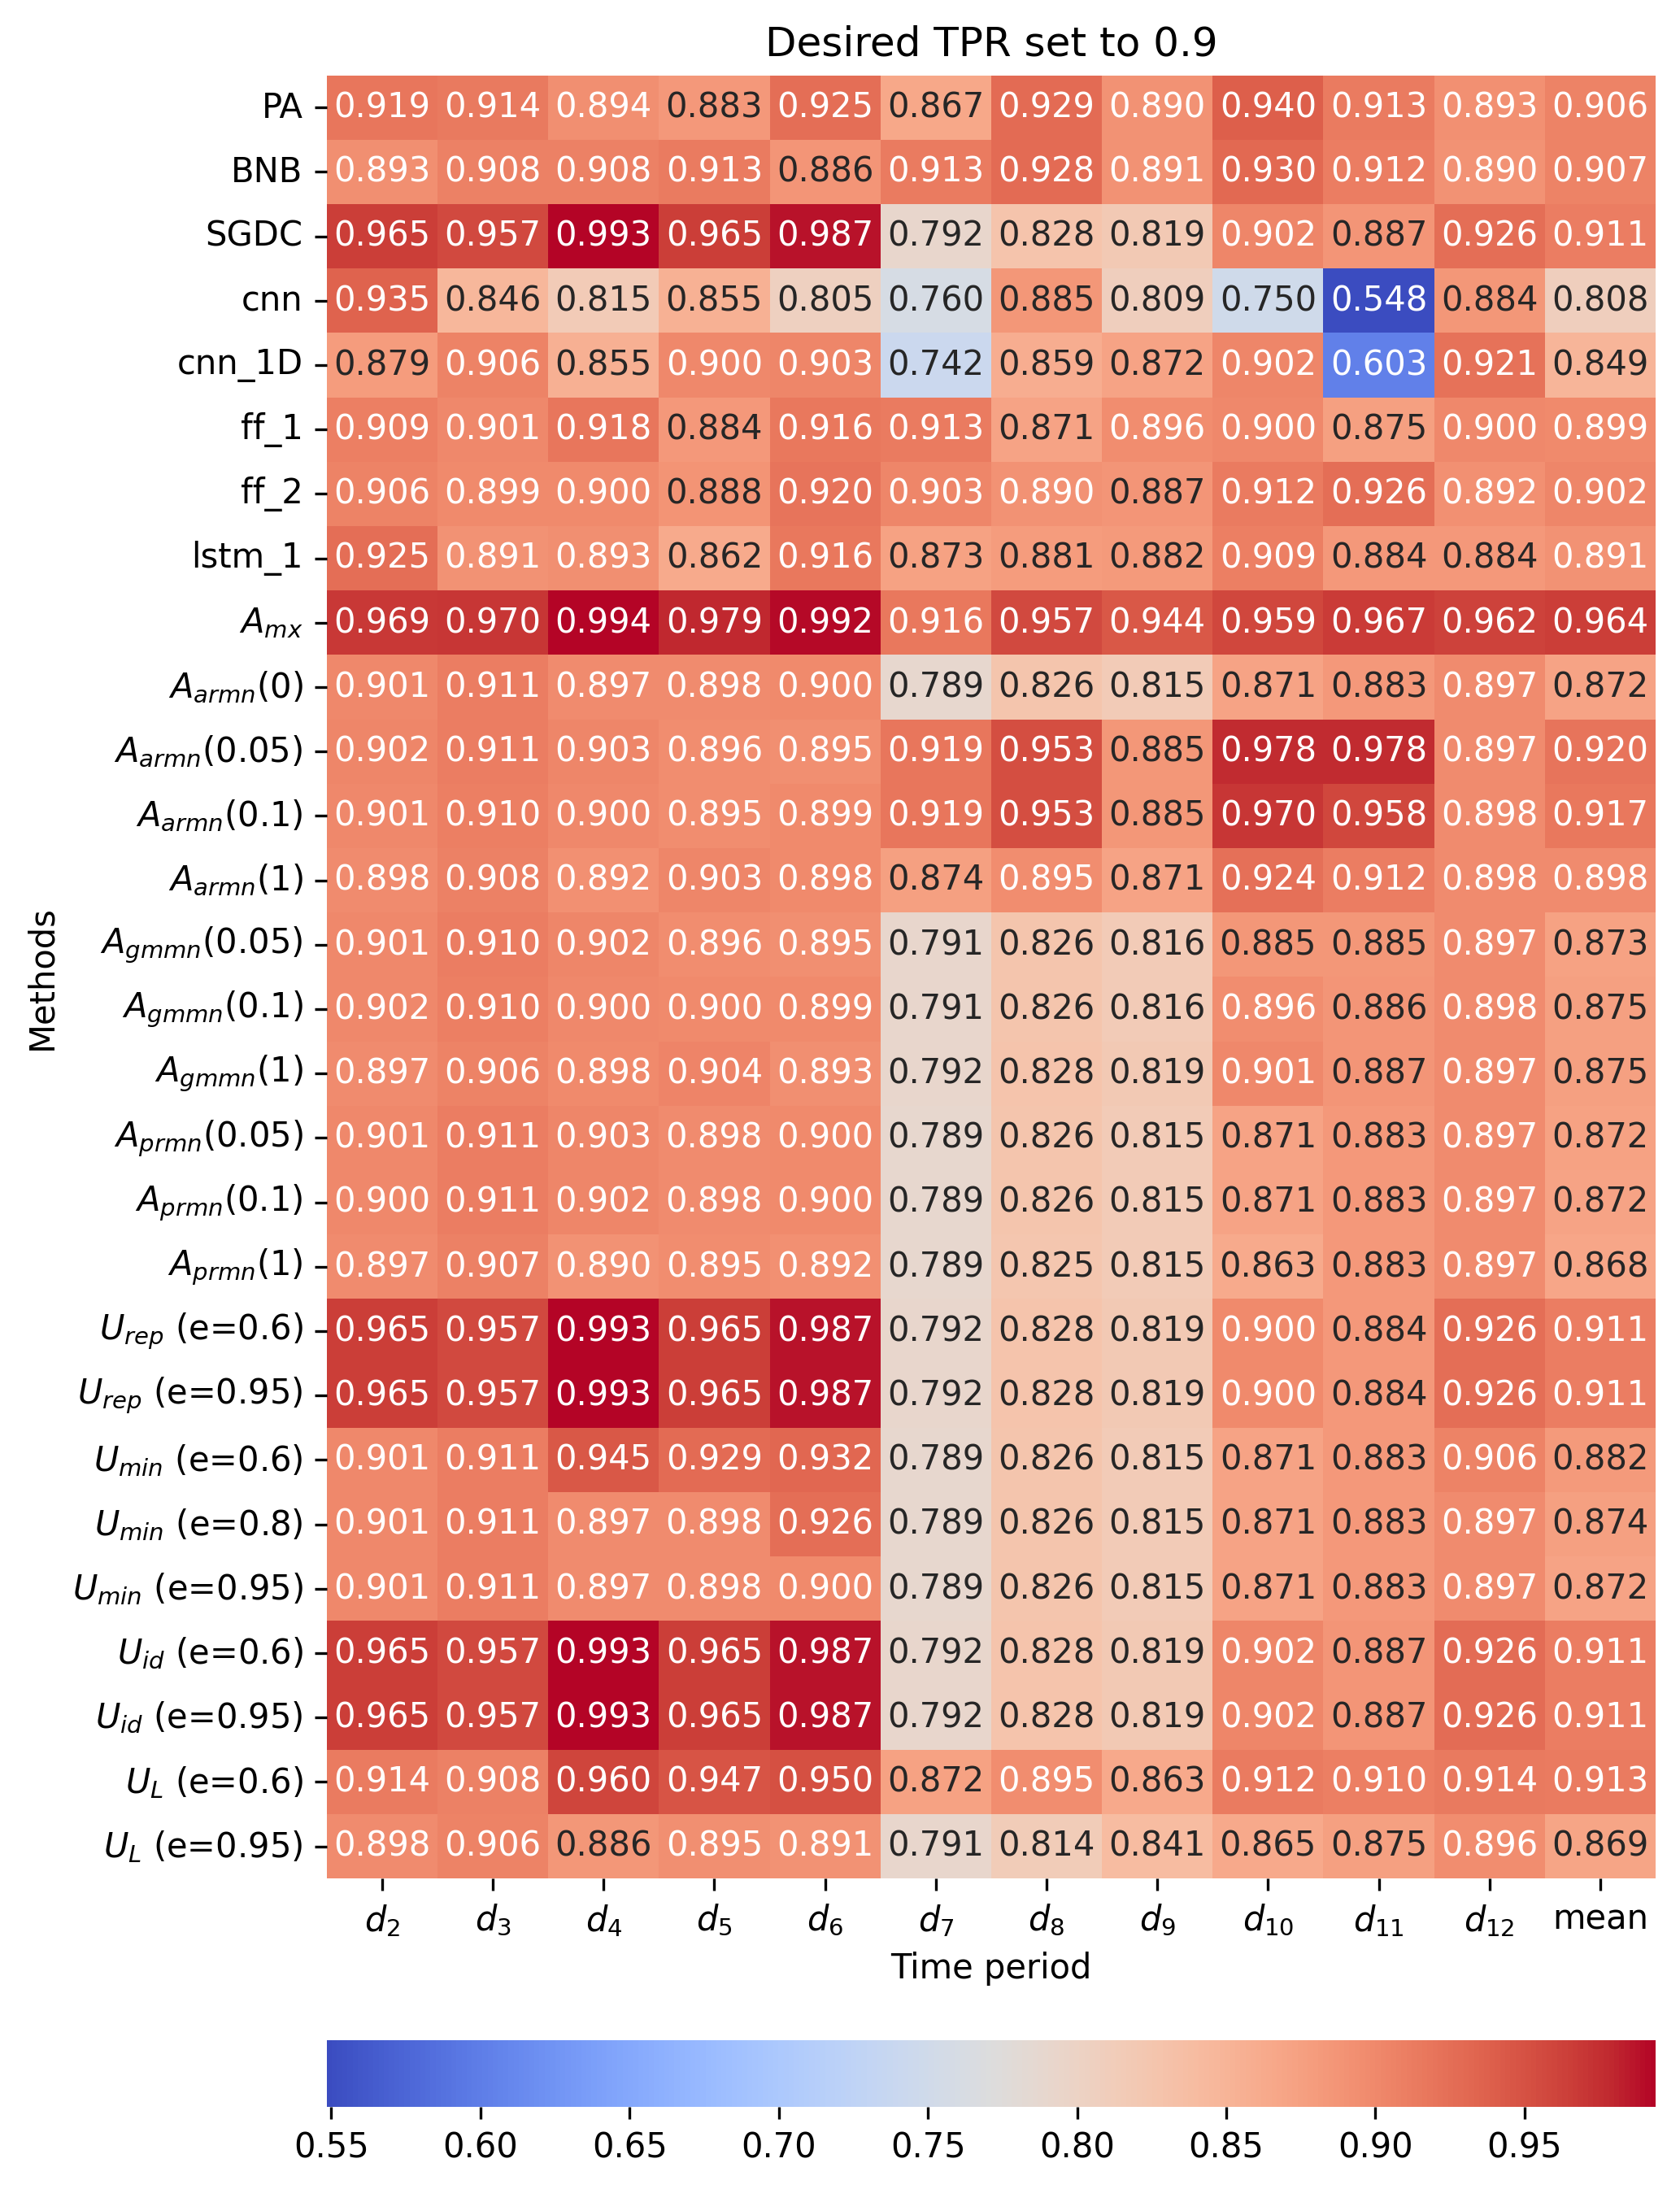 Desired TPR set to 0.9
PA 0.919 0.914 0.894 0.883 0.925 0.867 0.929 0.890 0.940 0.913 0.893 0.906
BNB 0.893 0.908 0.908 0.913 0.886 0.913 0.928 0.891 0.930 0.912 0.890 0.907
SGDC 0.965 0.957 0.993 0.965 0.987 0.792 0.828 0.819 0.902 0.887 0.926 0.911
cnn 0.935 0.846 0.815 0.855 0.805 0.760 0.885 0.809 0.750 0.548 0.884 0.808
cnn_1D 0.879 0.906 0.855 0.900 0.903 0.742 0.859 0.872 0.902 0.603 0.921 0.849
ff_1 0.909 0.901 0.918 0.884 0.916 0.913 0.871 0.896 0.900 0.875 0.900 0.899
ff_2 0.906 0.899 0.900 0.888 0.920 0.903 0.890 0.887 0.912 0.926 0.892 0.902
lstm_1 0.925 0.891 0.893 0.862 0.916 0.873 0.881 0.882 0.909 0.884 0.884 0.891
A_mx 0.969 0.970 0.994 0.979 0.992 0.916 0.957 0.944 0.959 0.967 0.962 0.964
A_armn(0) 0.901 0.911 0.897 0.898 0.900 0.789 0.826 0.815 0.871 0.883 0.897 0.872
A_armn(0.05) 0.902 0.911 0.903 0.896 0.895 0.919 0.953 0.885 0.978 0.978 0.897 0.920
A_armn(0.1) 0.901 0.910 0.900 0.895 0.899 0.919 0.953 0.885 0.970 0.958 0.898 0.917
A_armn(1) 0.898 0.908 0.892 0.903 0.898 0.874 0.895 0.871 0.924 0.912 0.898 0.898
A_gmmn(0.05) 0.901 0.910 0.902 0.896 0.895 0.791 0.826 0.816 0.885 0.885 0.897 0.873
A_gmmn(0.1) 0.902 0.910 0.900 0.900 0.899 0.791 0.826 0.816 0.896 0.886 0.898 0.875
A_gmmn(1) 0.897 0.906 0.898 0.904 0.893 0.792 0.828 0.819 0.901 0.887 0.897 0.875
A_prmn(0.05) 0.901 0.911 0.903 0.898 0.900 0.789 0.826 0.815 0.871 0.883 0.897 0.872
A_prmn(0.1) 0.900 0.911 0.902 0.898 0.900 0.789 0.826 0.815 0.871 0.883 0.897 0.872
A_prmn(1) 0.897 0.907 0.890 0.895 0.892 0.789 0.825 0.815 0.863 0.883 0.897 0.868
U_rep (e=0.6) 0.965 0.957 0.993 0.965 0.987 0.792 0.828 0.819 0.900 0.884 0.926 0.911
U_rep (e=0.95) 0.965 0.957 0.993 0.965 0.987 0.792 0.828 0.819 0.900 0.884 0.926 0.911
U_min (e=0.6) 0.901 0.911 0.945 0.929 0.932 0.789 0.826 0.815 0.871 0.883 0.906 0.882
U_min (e=0.8) 0.901 0.911 0.897 0.898 0.926 0.789 0.826 0.815 0.871 0.883 0.897 0.874
U_min (e=0.95) 0.901 0.911 0.897 0.898 0.900 0.789 0.826 0.815 0.871 0.883 0.897 0.872
U_id (e=0.6) 0.965 0.957 0.993 0.965 0.987 0.792 0.828 0.819 0.902 0.887 0.926 0.911
U_id (e=0.95) 0.965 0.957 0.993 0.965 0.987 0.792 0.828 0.819 0.902 0.887 0.926 0.911
U_L (e=0.6) 0.914 0.908 0.960 0.947 0.950 0.872 0.895 0.863 0.912 0.910 0.914 0.913
U_L (e=0.95) 0.898 0.906 0.886 0.895 0.891 0.791 0.814 0.841 0.865 0.875 0.896 0.869
Methods
d_2 d_3 d_4 d_5 d_6 d_7 d_8 d_9 d_10 d_11 d_12 mean
Time period
0.55 0.60 0.65 0.70 0.75 0.80 0.85 0.90 0.95